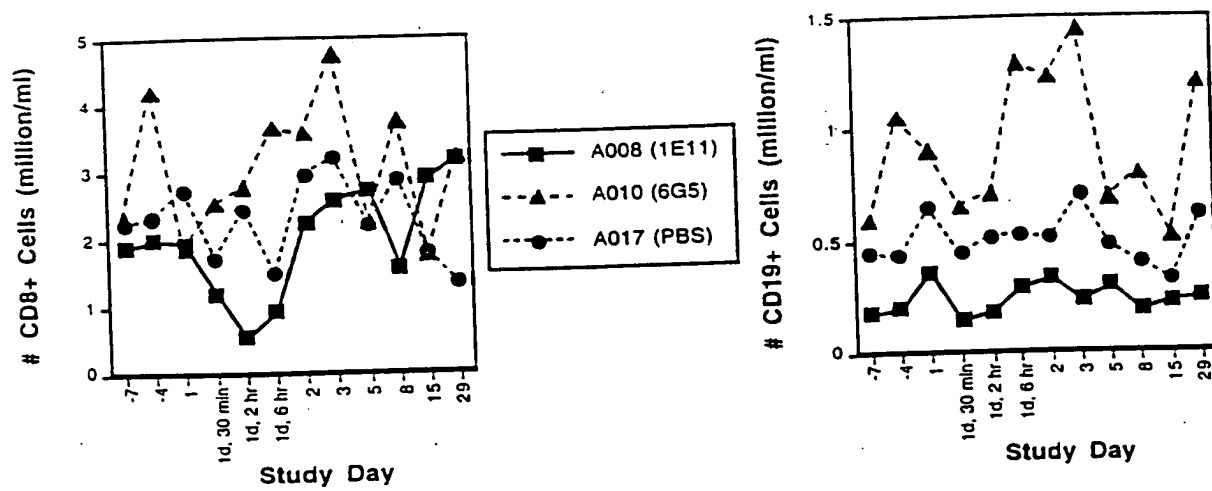 # CD8+ Cells (million/ml)
5
4
3
2
1
0
-7
-4
1
1d, 30 min
1d, 2 hr
1d, 6 hr
2
3
5
8
15
29
Study Day
A008 (1E11)
A010 (6G5)
A017 (PBS)
# CD19+ Cells (million/ml)
1.5
1
0.5
0
-7
-4
1
1d, 30 min
1d, 2 hr
1d, 6 hr
2
3
5
8
15
29
Study Day